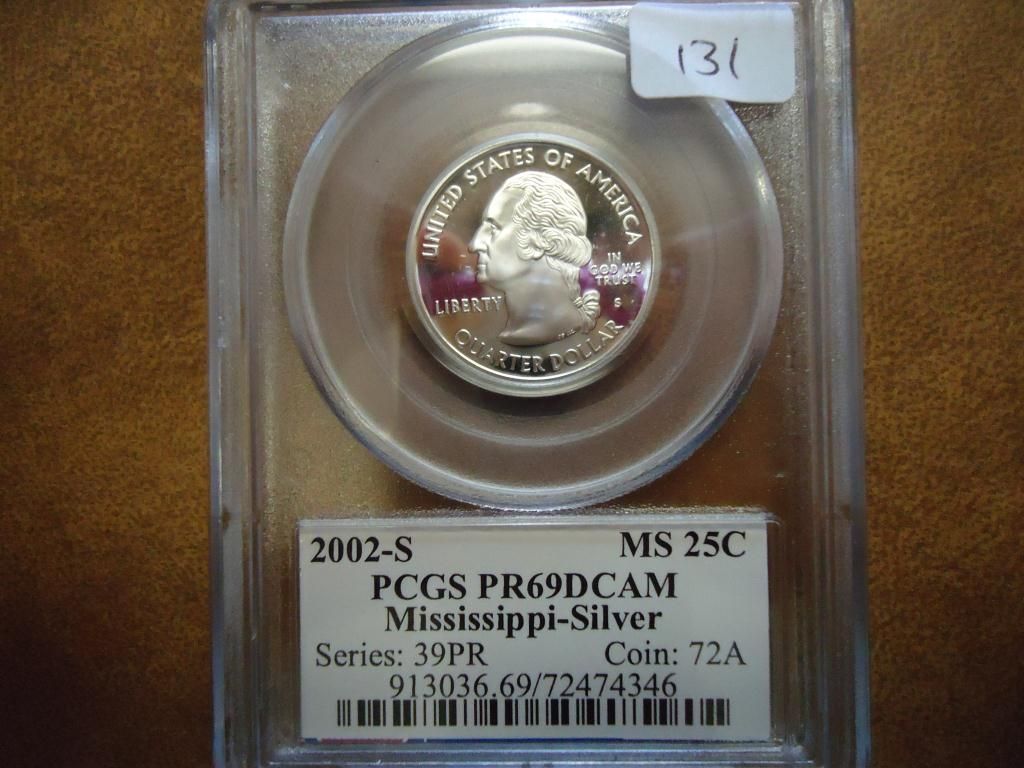 131
UNITED STATES OF AMERICA
IN
GOD WE
TRUST
LIBERTY
S
QUARTER DOLLAR
2002-S MS 25C
PCGS PR69DCAM
Mississippi-Silver
Series: 39PR Coin: 72A
913036.69/72474346